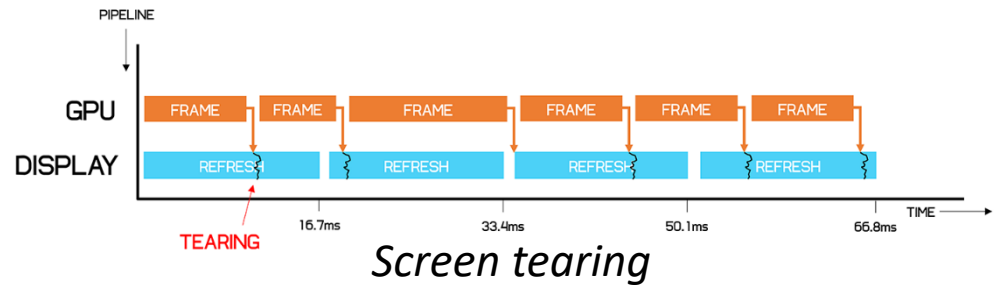 PIPELINE
GPU
FRAME FRAME FRAME FRAME FRAME FRAME
DISPLAY
REFRESH REFRESH REFRESH REFRESH
TIME
16.7ms 33.4ms 50.1ms 66.8ms
TEARING
Screen tearing